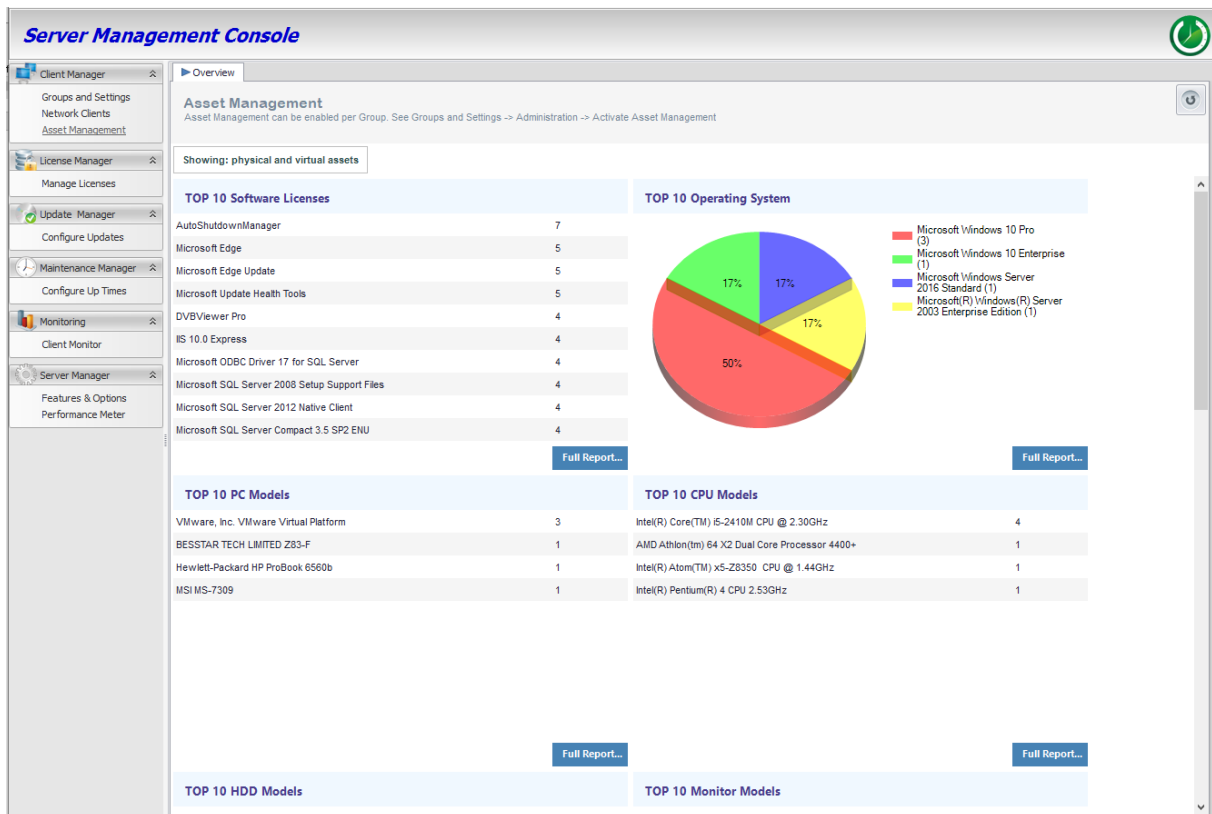 Server Management Console
Client Manager
Groups and Settings
Network Clients
Asset Management
License Manager
Manage Licenses
Update Manager
Configure Updates
Maintenance Manager
Configure Up Times
Monitoring
Client Monitor
Server Manager
Features & Options
Performance Meter
Overview
Asset Management
Asset Management can be enabled per Group. See Groups and Settings -> Administration -> Activate Asset Management
Showing: physical and virtual assets
TOP 10 Software Licenses
AutoShutdownManager 7
Microsoft Edge 5
Microsoft Edge Update 5
Microsoft Update Health Tools 5
DVBViewer Pro 4
IIS 10.0 Express 4
Microsoft ODBC Driver 17 for SQL Server 4
Microsoft SQL Server 2008 Setup Support Files 4
Microsoft SQL Server 2012 Native Client 4
Microsoft SQL Server Compact 3.5 SP2 ENU 4
Full Report...
TOP 10 Operating System
17% 17%
17%
50%
Microsoft Windows 10 Pro
(3)
Microsoft Windows 10 Enterprise
(1)
Microsoft Windows Server
2016 Standard (1)
Microsoft(R) Windows(R) Server
2003 Enterprise Edition (1)
Full Report...
TOP 10 PC Models
VMware, Inc. VMware Virtual Platform 3
BESSTAR TECH LIMITED Z83-F 1
Hewlett-Packard HP ProBook 6560b 1
MSI MS-7309 1
Full Report...
TOP 10 CPU Models
Intel(R) Core(TM) i5-2410M CPU @ 2.30GHz 4
AMD Athlon(tm) 64 X2 Dual Core Processor 4400+ 1
Intel(R) Atom(TM) x5-Z8350 CPU @ 1.44GHz 1
Intel(R) Pentium(R) 4 CPU 2.53GHz 1
Full Report...
TOP 10 HDD Models
TOP 10 Monitor Models